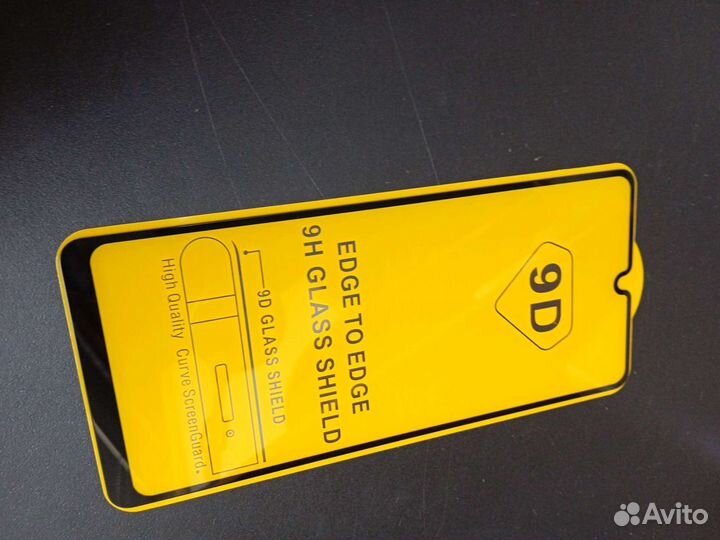 9D
EDGE TO EDGE
9H GLASS SHIELD
9D GLASS SHIELD
High Quality Curve ScreenGuard.
Avito